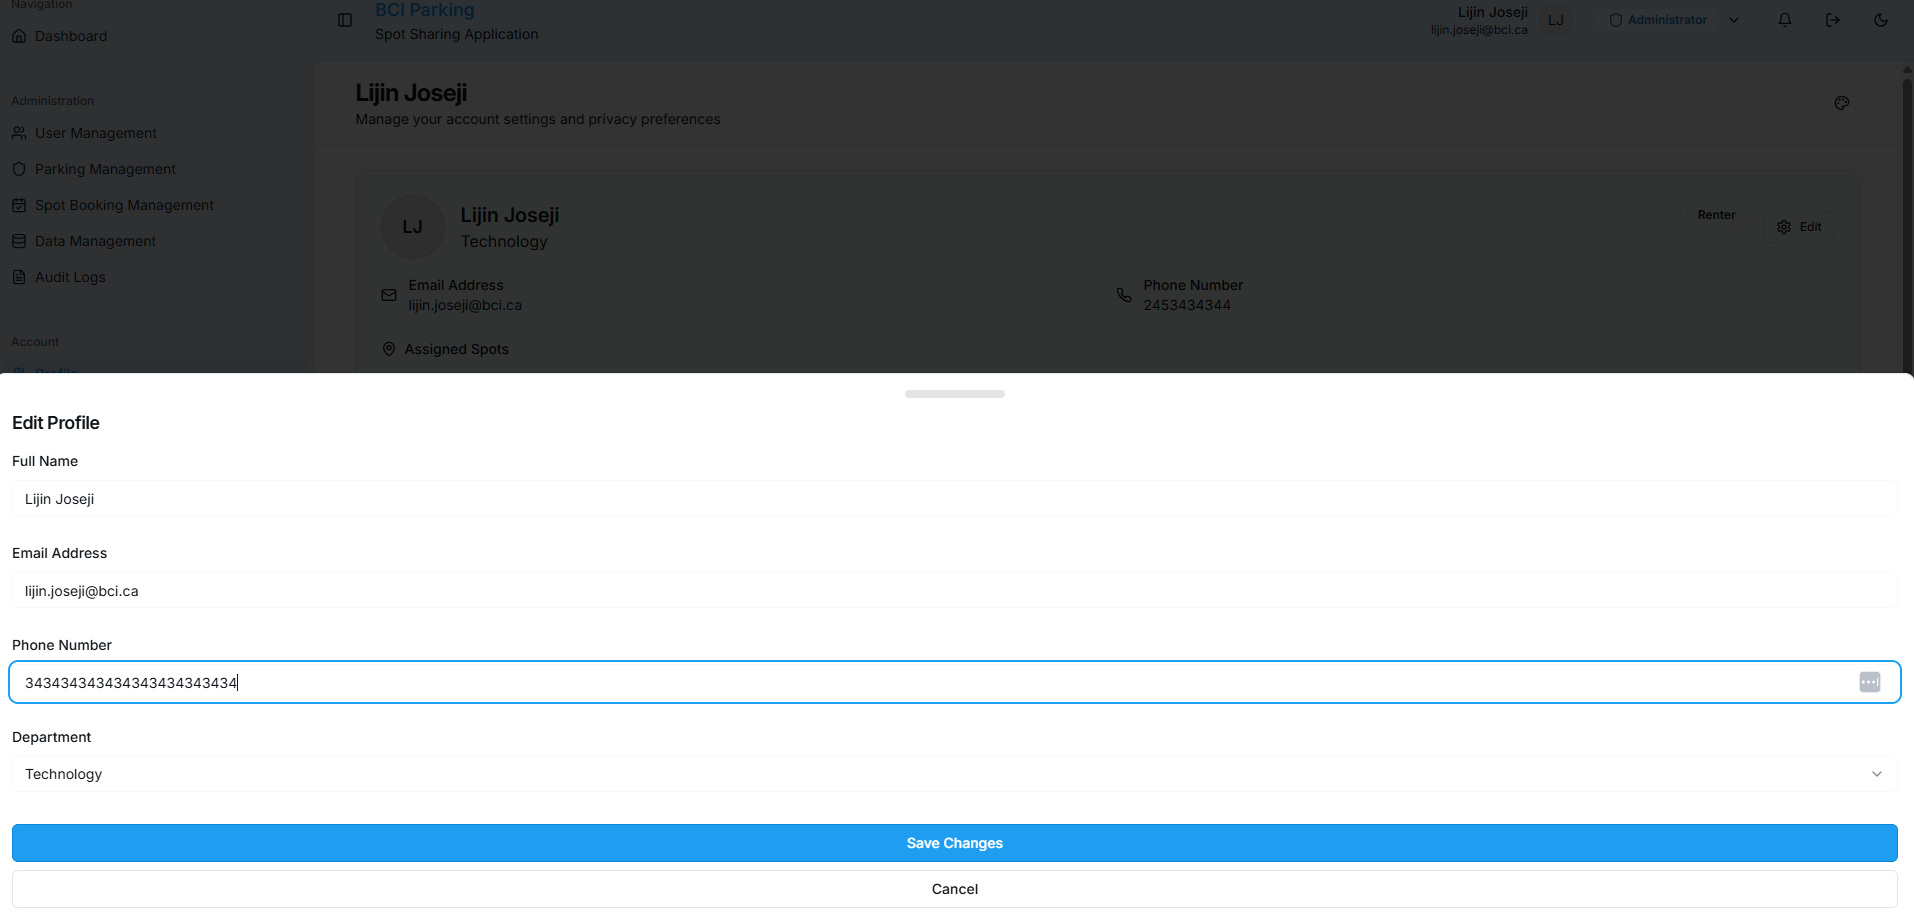 Navigation
Dashboard
Administration
User Management
Parking Management
Spot Booking Management
Data Management
Audit Logs
Account
Profile
BCI Parking
Spot Sharing Application
Lijin Joseji
lijin.joseji@bci.ca
LJ
Administrator
Lijin Joseji
Manage your account settings and privacy preferences
LJ
Lijin Joseji
Technology
Renter
Edit
Email Address
lijin.joseji@bci.ca
Phone Number
2453434344
Assigned Spots
Edit Profile
Full Name
Lijin Joseji
Email Address
lijin.joseji@bci.ca
Phone Number
343434343434343434343434
Department
Technology
Save Changes
Cancel